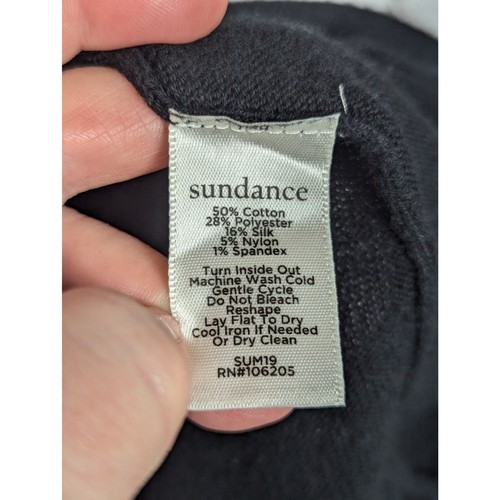 sundance
50% Cotton
28% Polyester
16% Silk
5% Nylon
1% Spandex
Turn Inside Out
Machine Wash Cold
Gentle Cycle
Do Not Bleach
Reshape
Lay Flat To Dry
Cool Iron If Needed
Or Dry Clean
SUM19
RN#106205